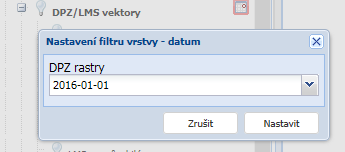 DPZ/LMS vektory
Nastavení filtru vrstvy - datum
DPZ rastry
2016-01-01
Zrušit
Nastavit